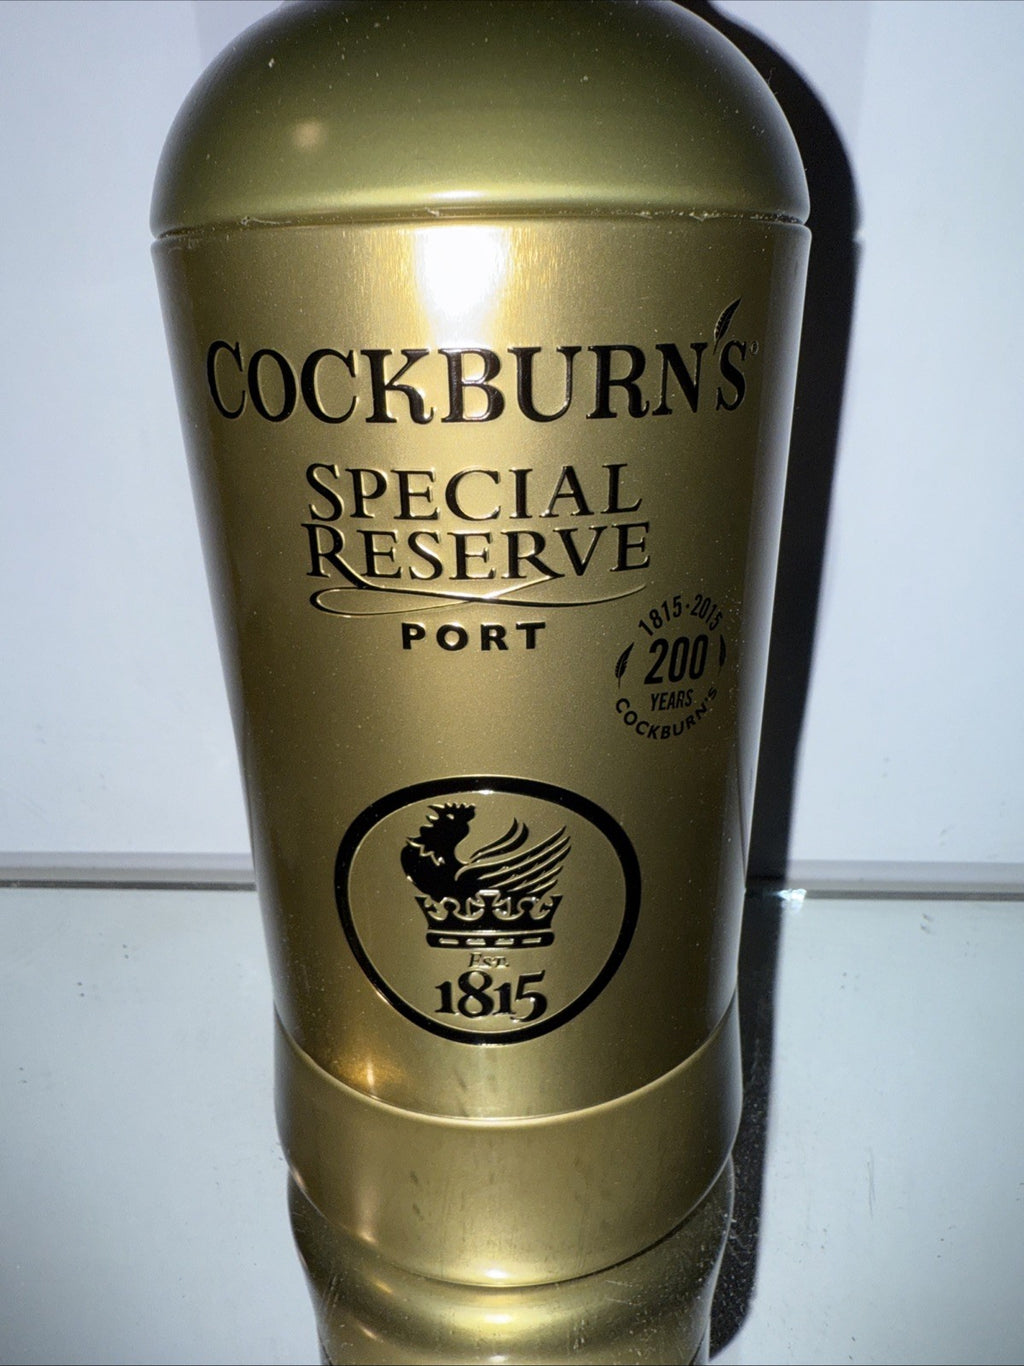 COCKBURN'S®
SPECIAL
RESERVE
PORT
1815·2015
200
YEARS
COCKBURN'S
EST.
1815